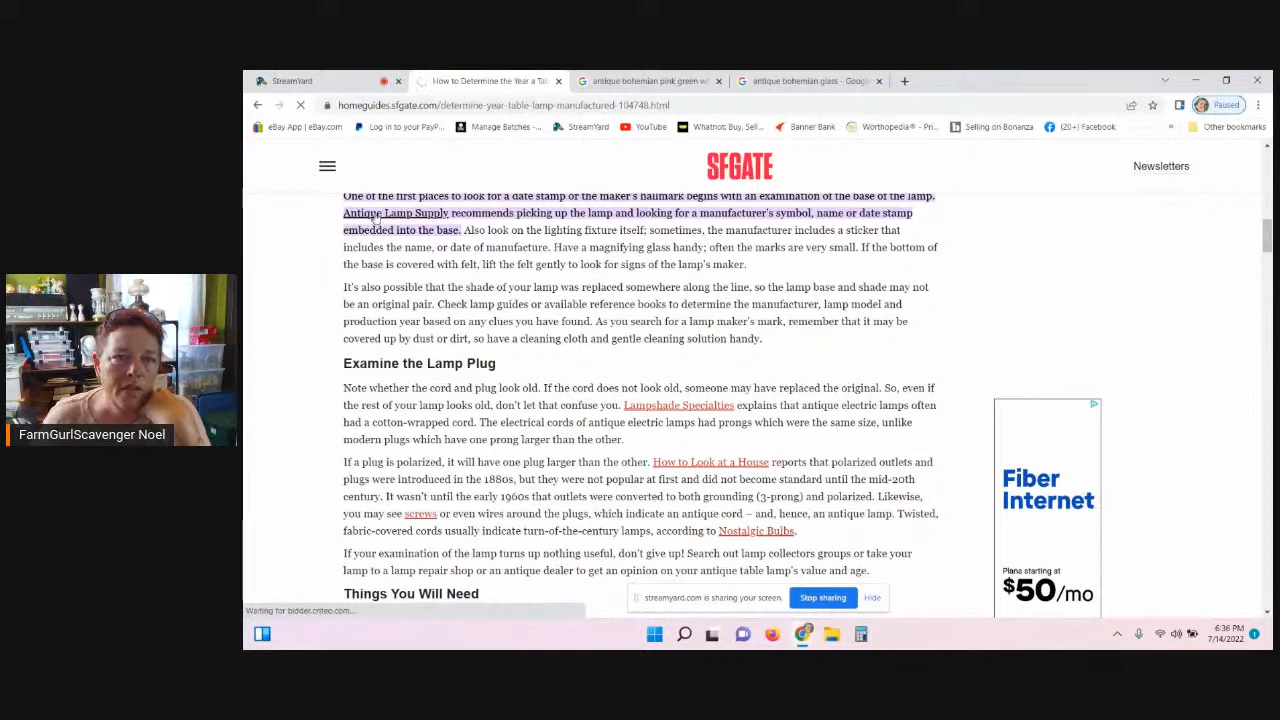 StreamYard
How to Determine the Year a Tab
antique bohemian pink green w
antique bohemian glass - Goog
homeguides.sfgate.com/determine-year-table-lamp-manufactured-104748.html
Paused
eBay App | eBay.com
Log in to your PayP...
Manage Batches -...
StreamYard
YouTube
Whatnot: Buy, Sell...
Banner Bank
Worthopedia® - Pri...
Selling on Bonanza
(20+) Facebook
»
Other bookmarks
SFGATE
Newsletters
One of the first places to look for a date stamp or the maker's hallmark begins with an examination of the base of the lamp.
Antique Lamp Supply recommends picking up the lamp and looking for a manufacturer's symbol, name or date stamp
embedded into the base. Also look on the lighting fixture itself; sometimes, the manufacturer includes a sticker that
includes the name, or date of manufacture. Have a magnifying glass handy; often the marks are very small. If the bottom of
the base is covered with felt, lift the felt gently to look for signs of the lamp's maker.
It's also possible that the shade of your lamp was replaced somewhere along the line, so the lamp base and shade may not
be an original pair. Check lamp guides or available reference books to determine the manufacturer, lamp model and
production year based on any clues you have found. As you search for a lamp maker's mark, remember that it may be
covered up by dust or dirt, so have a cleaning cloth and gentle cleaning solution handy.
Examine the Lamp Plug
Note whether the cord and plug look old. If the cord does not look old, someone may have replaced the original. So, even if
the rest of your lamp looks old, don't let that confuse you. Lampshade Specialties explains that antique electric lamps often
had a cotton-wrapped cord. The electrical cords of antique electric lamps had prongs which were the same size, unlike
modern plugs which have one prong larger than the other.
If a plug is polarized, it will have one plug larger than the other. How to Look at a House reports that polarized outlets and
plugs were introduced in the 1880s, but they were not popular at first and did not become standard until the mid-20th
century. It wasn't until the early 1960s that outlets were converted to both grounding (3-prong) and polarized. Likewise,
you may see screws or even wires around the plugs, which indicate an antique cord – and, hence, an antique lamp. Twisted,
fabric-covered cords usually indicate turn-of-the-century lamps, according to Nostalgic Bulbs.
If your examination of the lamp turns up nothing useful, don't give up! Search out lamp collectors groups or take your
lamp to a lamp repair shop or an antique dealer to get an opinion on your antique table lamp's value and age.
Things You Will Need
Fiber
Internet
Plans starting at
$50/mo
streamyard.com is sharing your screen.
Stop sharing
Hide
Waiting for bidder.criteo.com...
6:36 PM
7/14/2022
1
FarmGurlScavenger Noel